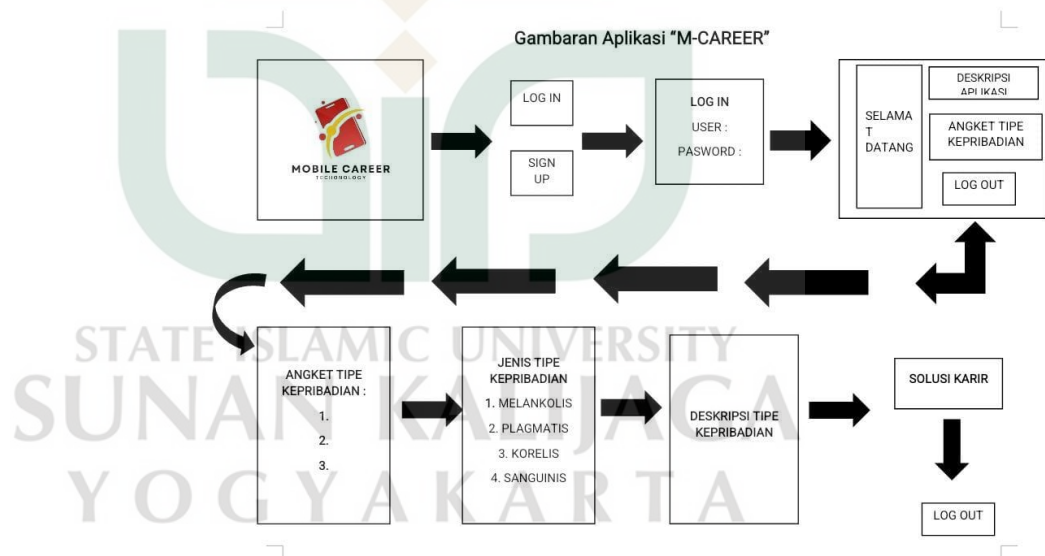 Gambaran Aplikasi “M-CAREER”
MOBILE CAREER
TECHONOLOGY
LOG IN
SIGN
UP
LOG IN
USER :
PASWORD :
SELAMA
T
DATANG
DESKRIPSI
APLIKASI
ANGKET TIPE
KEPRIBADIAN
LOG OUT
ANGKET TIPE
KEPRIBADIAN :
1.
2.
3.
JENIS TIPE
KEPRIBADIAN
1. MELANKOLIS
2. PLAGMATIS
3. KORELIS
4. SANGUINIS
DESKRIPSI TIPE
KEPRIBADIAN
SOLUSI KARIR
LOG OUT
STATE ISLAMIC UNIVERSITY
SUNAN KALIJAGA
YOGYAKARTA